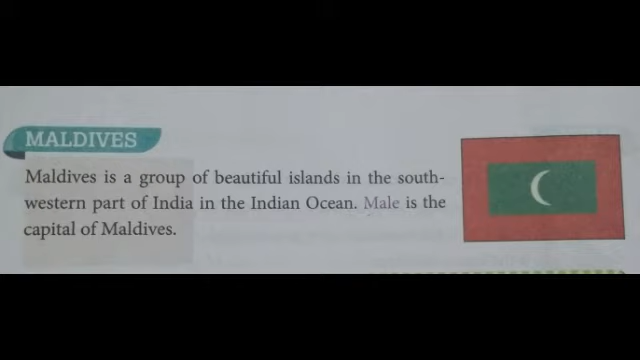 MALDIVES
Maldives is a group of beautiful islands in the south-
western part of India in the Indian Ocean. Male is the
capital of Maldives.